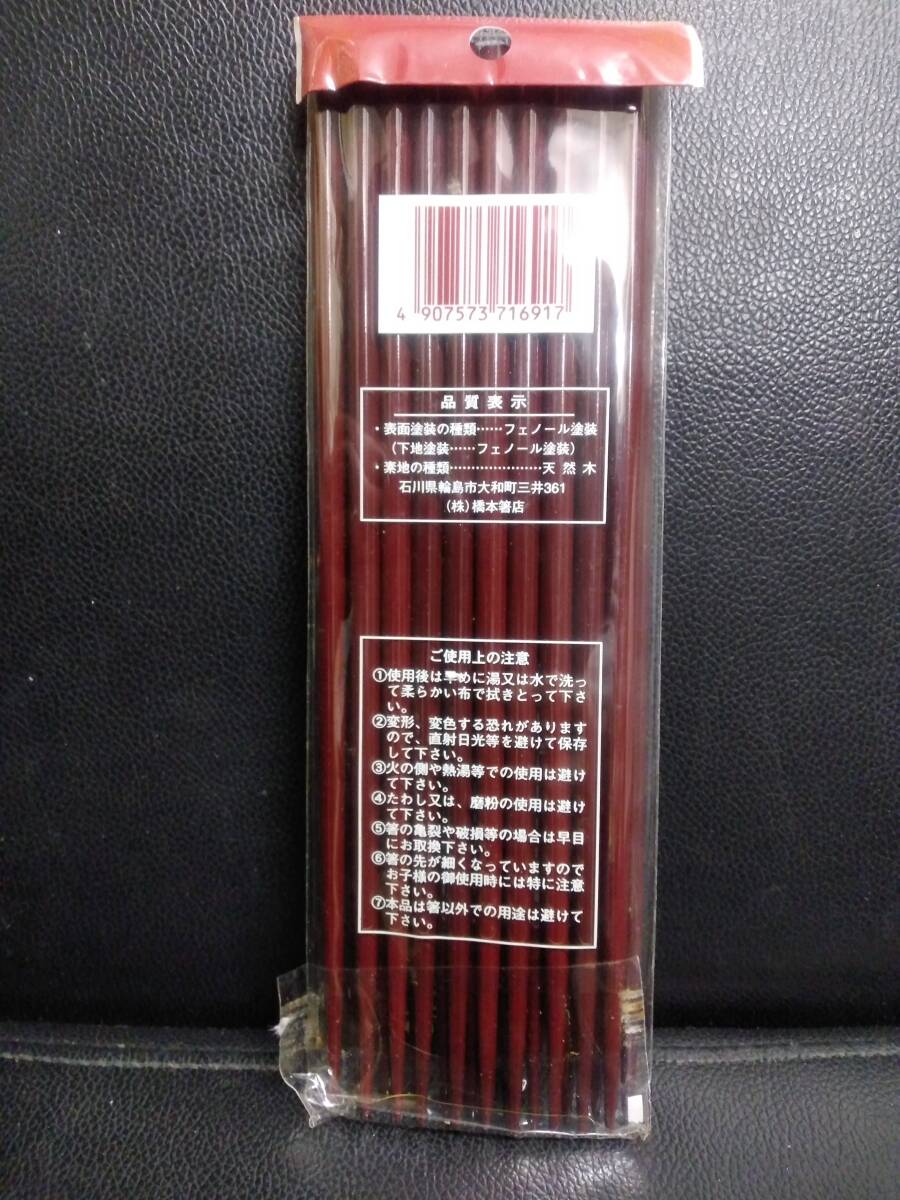 4 907573 716917
品質表示
・表面塗装の種類……フェノール塗装
(下地塗装……フェノール塗装)
・素地の種類…………………天然木
石川県輪島市大和町三井361
(株)橋本箸店
ご使用上の注意
①使用後は早めに湯又は水で洗っ
て柔らかい布で拭きとって下さ
い。
②変形、変色する恐れがあります
ので、直射日光等を避けて保存
して下さい。
③火の側や熱湯等での使用は避け
て下さい。
④たわし又は、磨粉の使用は避け
て下さい。
⑤箸の亀裂や破損等の場合は早目
にお取換下さい。
⑥箸の先が細くなっていますので
お子様の御使用時には特に注意
下さい。
⑦本品は箸以外での用途は避けて
下さい。